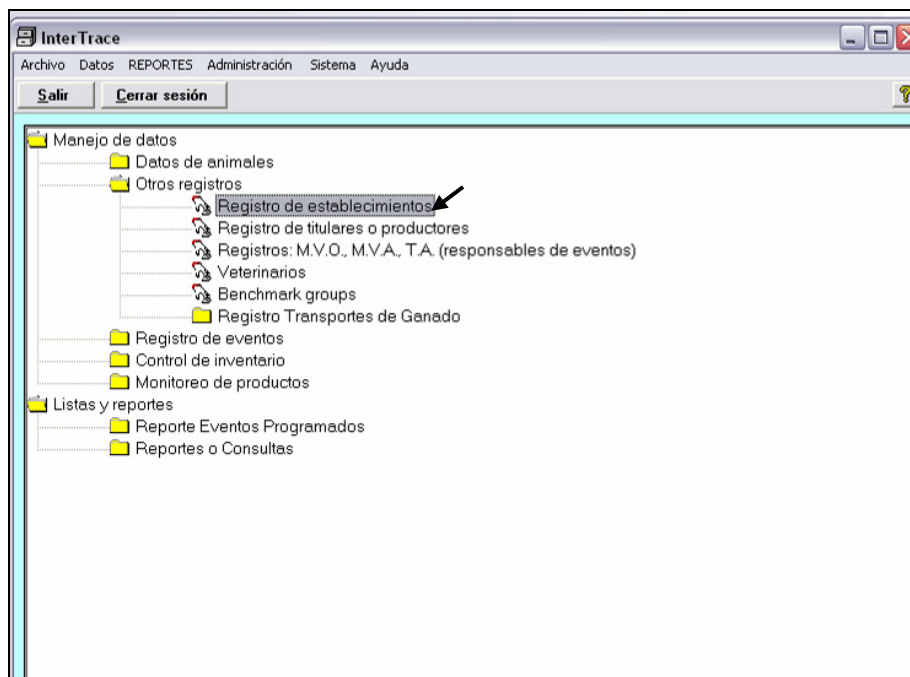 InterTrace
Archivo Datos REPORTES Administración Sistema Ayuda
Salir Cerrar sesión ?
Manejo de datos
Datos de animales
Otros registros
Registro de establecimientos
Registro de titulares o productores
Registros: M.V.O., M.V.A., T.A. (responsables de eventos)
Veterinarios
Benchmark groups
Registro Transportes de Ganado
Registro de eventos
Control de inventario
Monitoreo de productos
Listas y reportes
Reporte Eventos Programados
Reportes o Consultas